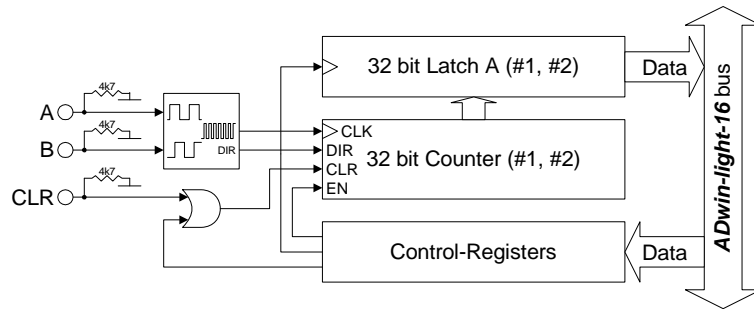 32 bit Latch A (#1, #2)
Data
4k7
A
4k7
B
DIR
CLK
DIR
CLR
EN
32 bit Counter (#1, #2)
4k7
CLR
Control-Registers
Data
ADwin-light-16 bus